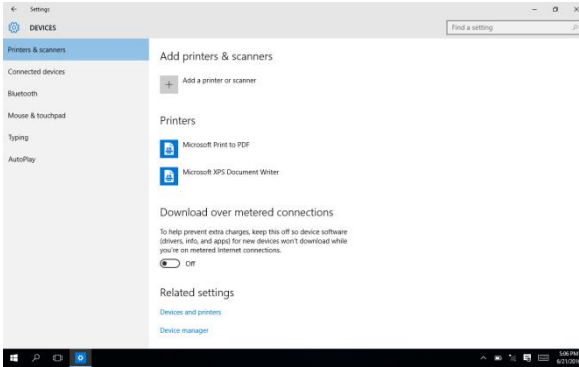 Settings
DEVICES
Find a setting
Printers & scanners
Connected devices
Bluetooth
Mouse & touchpad
Typing
AutoPlay
Add printers & scanners
Add a printer or scanner
Printers
Microsoft Print to PDF
Microsoft XPS Document Writer
Download over metered connections
To help prevent extra charges, keep this off so device software
(drivers, info, and apps) for new devices won't download while
you're on metered Internet connections.
Off
Related settings
Devices and printers
Device manager
5:06 PM